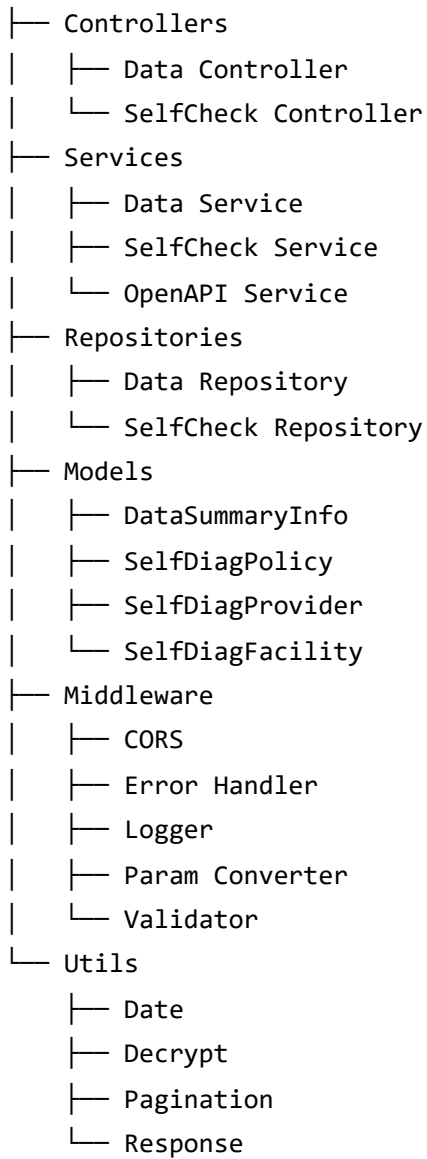 ├── Controllers
│   ├── Data Controller
│   └── SelfCheck Controller
├── Services
│   ├── Data Service
│   ├── SelfCheck Service
│   └── OpenAPI Service
├── Repositories
│   ├── Data Repository
│   └── SelfCheck Repository
├── Models
│   ├── DataSummaryInfo
│   ├── SelfDiagPolicy
│   ├── SelfDiagProvider
│   └── SelfDiagFacility
├── Middleware
│   ├── CORS
│   ├── Error Handler
│   ├── Logger
│   ├── Param Converter
│   └── Validator
└── Utils
    ├── Date
    ├── Decrypt
    ├── Pagination
    └── Response